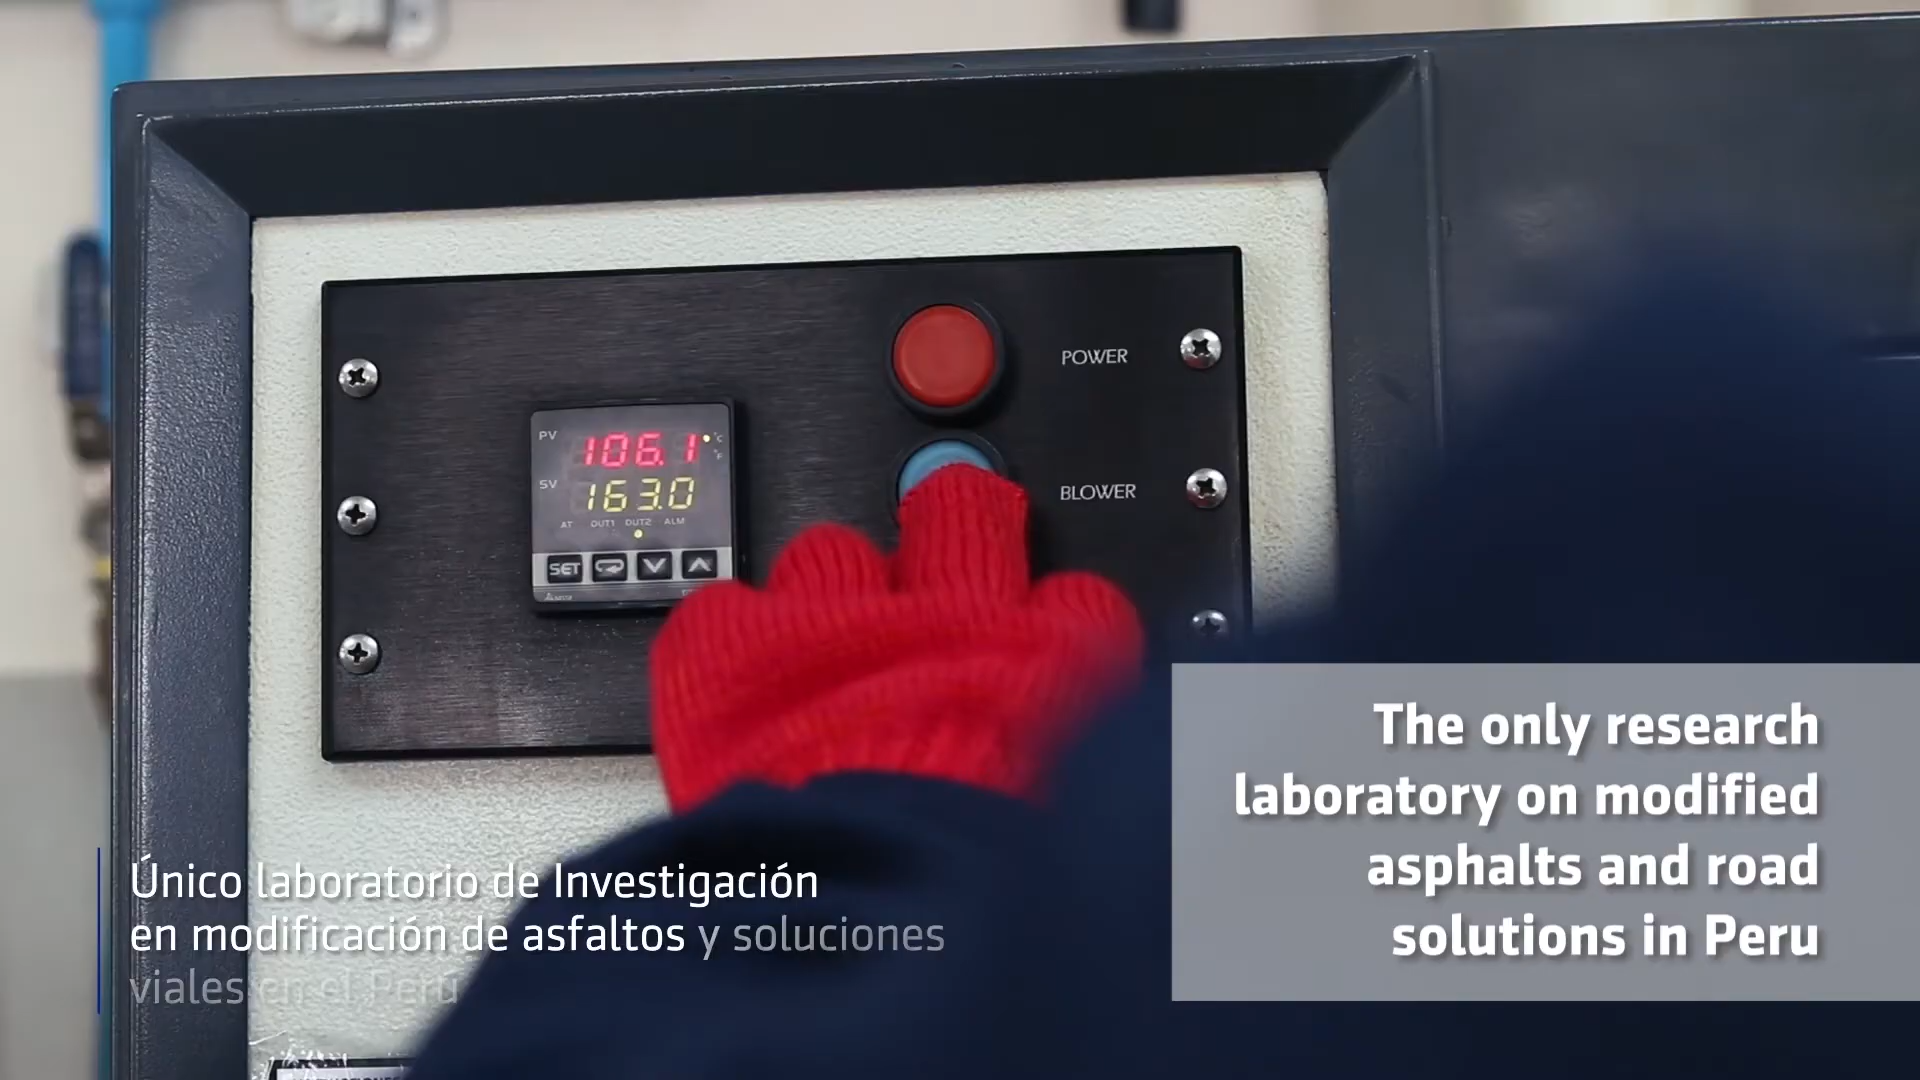 POWER
PV
106.1
°C
°F
SV
163.0
BLOWER
AT OUT1 OUT2 ALM
SET
The only research
laboratory on modified
asphalts and road
solutions in Peru
Único laboratorio de Investigación
en modificación de asfaltos y soluciones
viales en el Perú